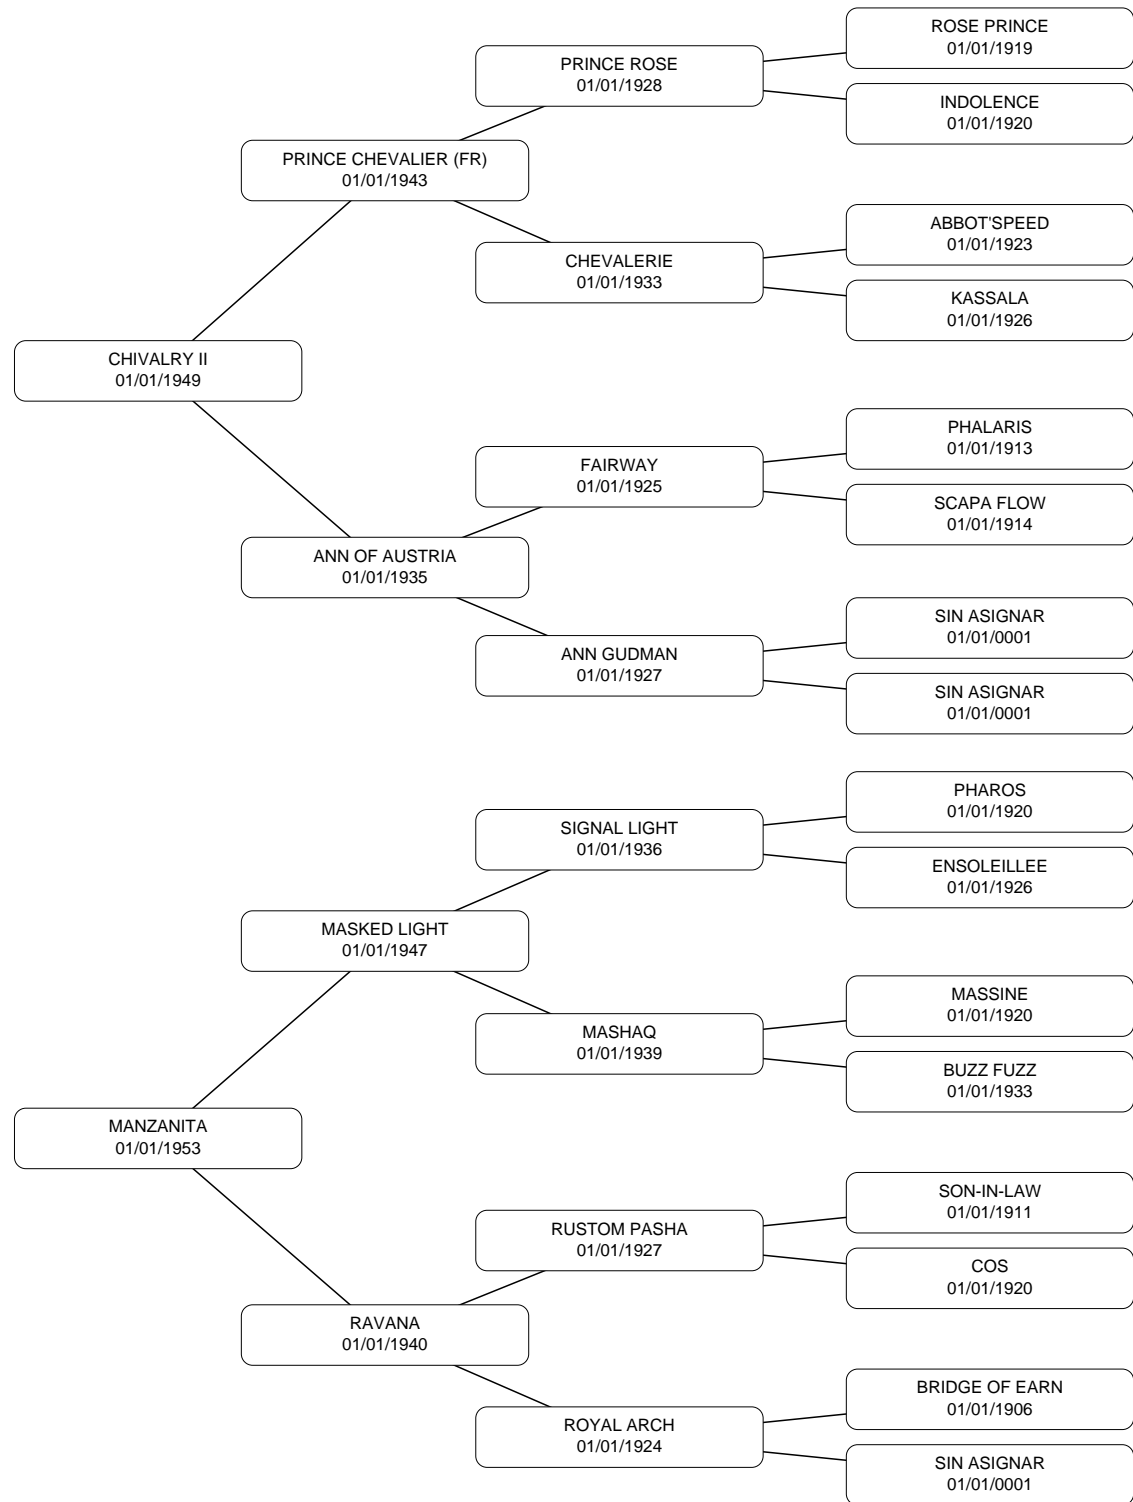 ROSE PRINCE
01/01/1919
PRINCE ROSE
01/01/1928
INDOLENCE
01/01/1920
PRINCE CHEVALIER (FR)
01/01/1943
ABBOT'SPEED
01/01/1923
CHEVALERIE
01/01/1933
KASSALA
01/01/1926
CHIVALRY II
01/01/1949
PHALARIS
01/01/1913
FAIRWAY
01/01/1925
SCAPA FLOW
01/01/1914
ANN OF AUSTRIA
01/01/1935
SIN ASIGNAR
01/01/0001
ANN GUDMAN
01/01/1927
SIN ASIGNAR
01/01/0001
PHAROS
01/01/1920
SIGNAL LIGHT
01/01/1936
ENSOLEILLEE
01/01/1926
MASKED LIGHT
01/01/1947
MASSINE
01/01/1920
MASHAQ
01/01/1939
BUZZ FUZZ
01/01/1933
MANZANITA
01/01/1953
SON-IN-LAW
01/01/1911
RUSTOM PASHA
01/01/1927
COS
01/01/1920
RAVANA
01/01/1940
BRIDGE OF EARN
01/01/1906
ROYAL ARCH
01/01/1924
SIN ASIGNAR
01/01/0001